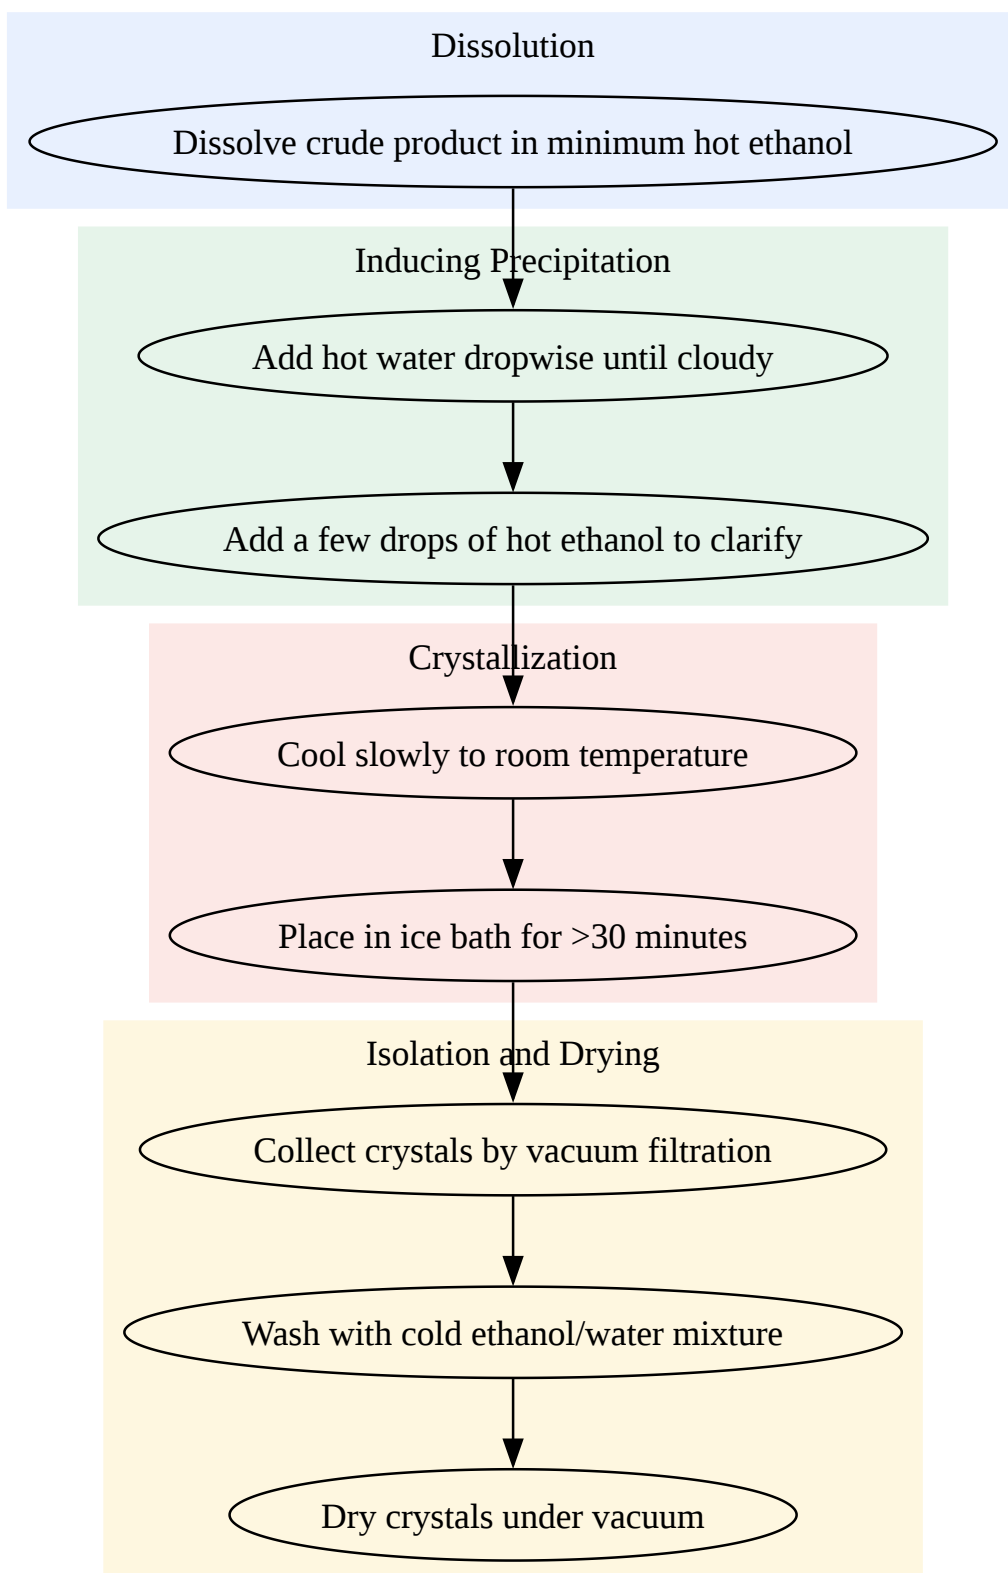 Dissolution
Dissolve crude product in minimum hot ethanol
Inducing Precipitation
Add hot water dropwise until cloudy
Add a few drops of hot ethanol to clarify
Crystallization
Cool slowly to room temperature
Place in ice bath for >30 minutes
Isolation and Drying
Collect crystals by vacuum filtration
Wash with cold ethanol/water mixture
Dry crystals under vacuum